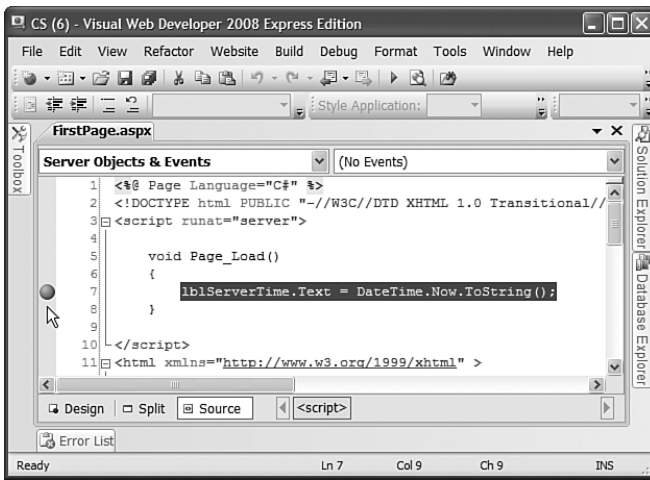 CS (6) - Visual Web Developer 2008 Express Edition
File Edit View Refactor Website Build Debug Format Tools Window Help
Style Application:
Toolbox
FirstPage.aspx
Server Objects & Events
(No Events)
1 <%@ Page Language="C#" %>
2 <!DOCTYPE html PUBLIC "-//W3C//DTD XHTML 1.0 Transitional//
3 <script runat="server">
4
5 void Page_Load()
6 {
7 lblServerTime.Text = DateTime.Now.ToString();
8 }
9
10 </script>
11 <html xmlns="http://www.w3.org/1999/xhtml" >
Solution Explorer
Database Explorer
Design Split Source <script>
Error List
Ready Ln 7 Col 9 Ch 9 INS